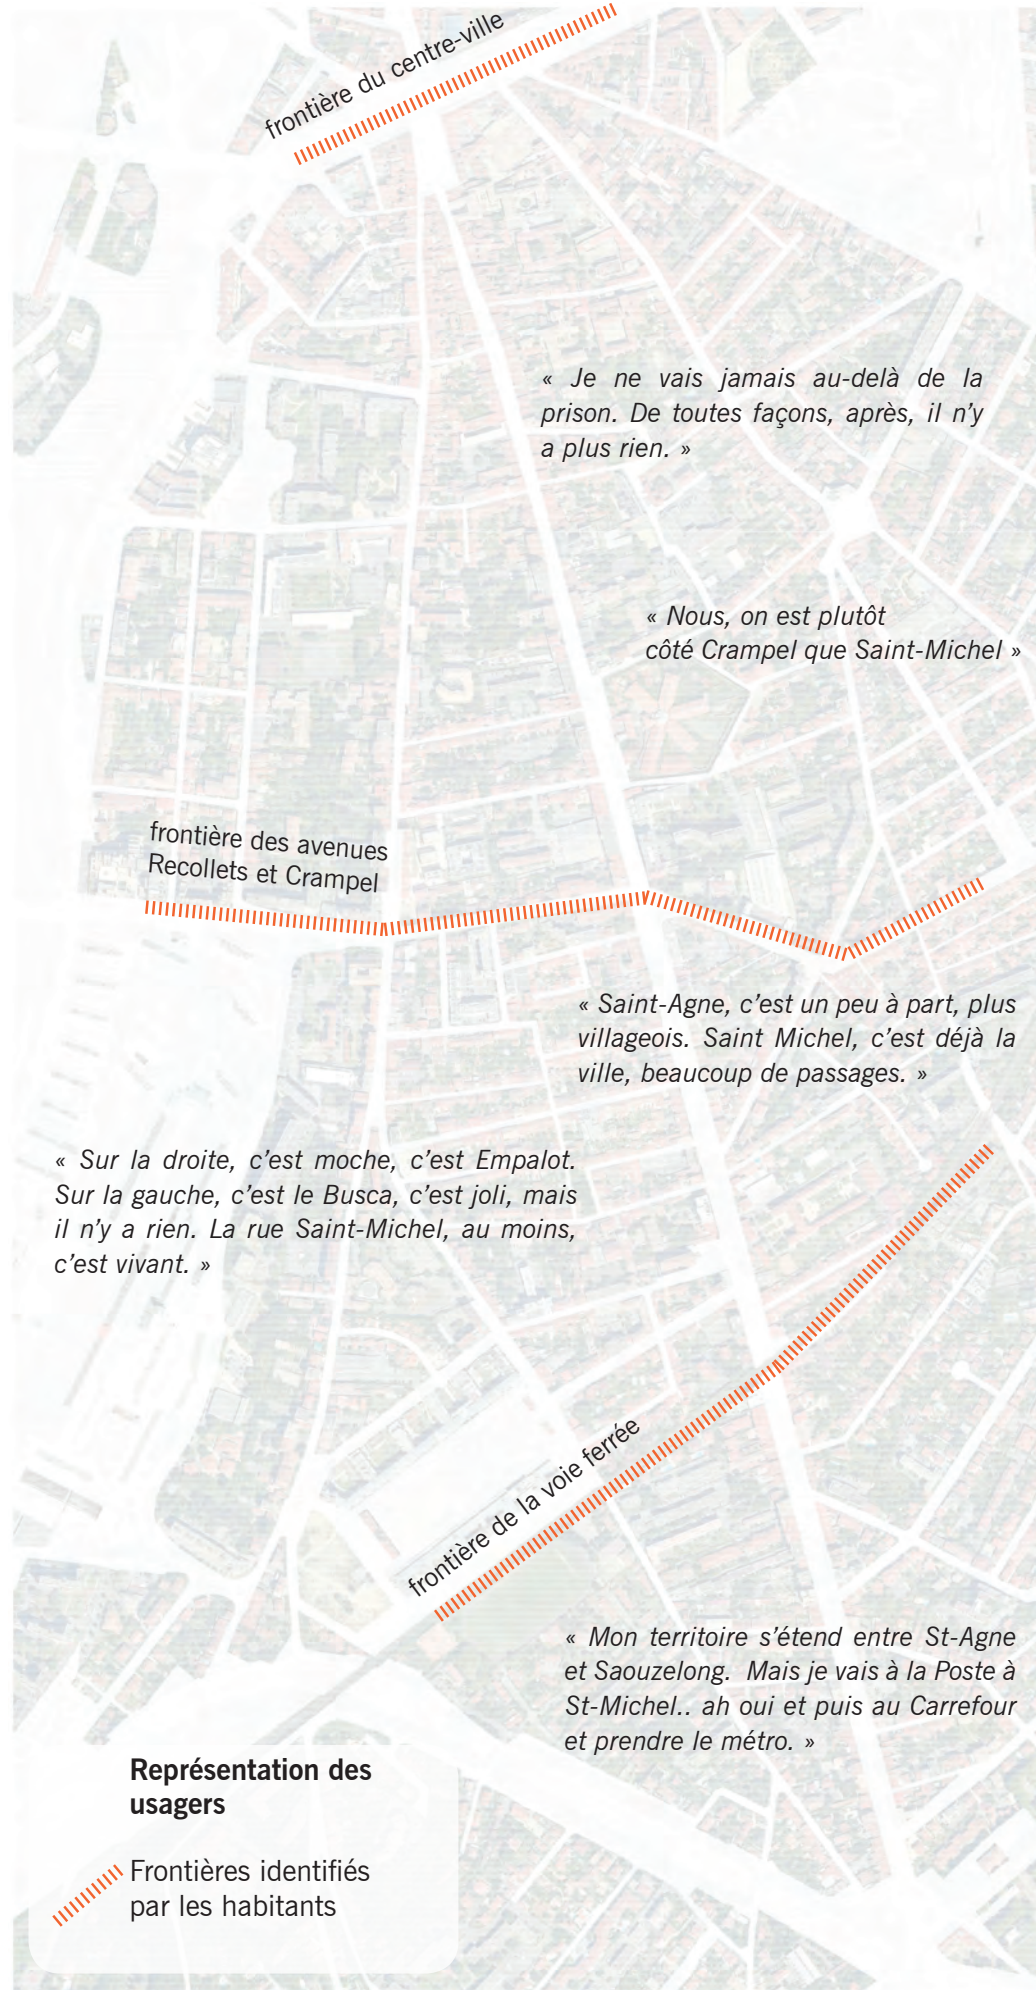 frontière du centre-ville
« Je ne vais jamais au-delà de la
prison. De toutes façons, après, il n'y
a plus rien. »
« Nous, on est plutôt
côté Crampel que Saint-Michel »
frontière des avenues
Recollets et Crampel
« Saint-Agne, c'est un peu à part, plus
villageois. Saint Michel, c'est déjà la
ville, beaucoup de passages. »
« Sur la droite, c'est moche, c'est Empalot.
Sur la gauche, c'est le Busca, c'est joli, mais
il n'y a rien. La rue Saint-Michel, au moins,
c'est vivant. »
frontière de la voie ferrée
« Mon territoire s'étend entre St-Agne
et Saouzelong. Mais je vais à la Poste à
St-Michel.. ah oui et puis au Carrefour
et prendre le métro. »
Représentation des
usagers
Frontières identifiés
par les habitants